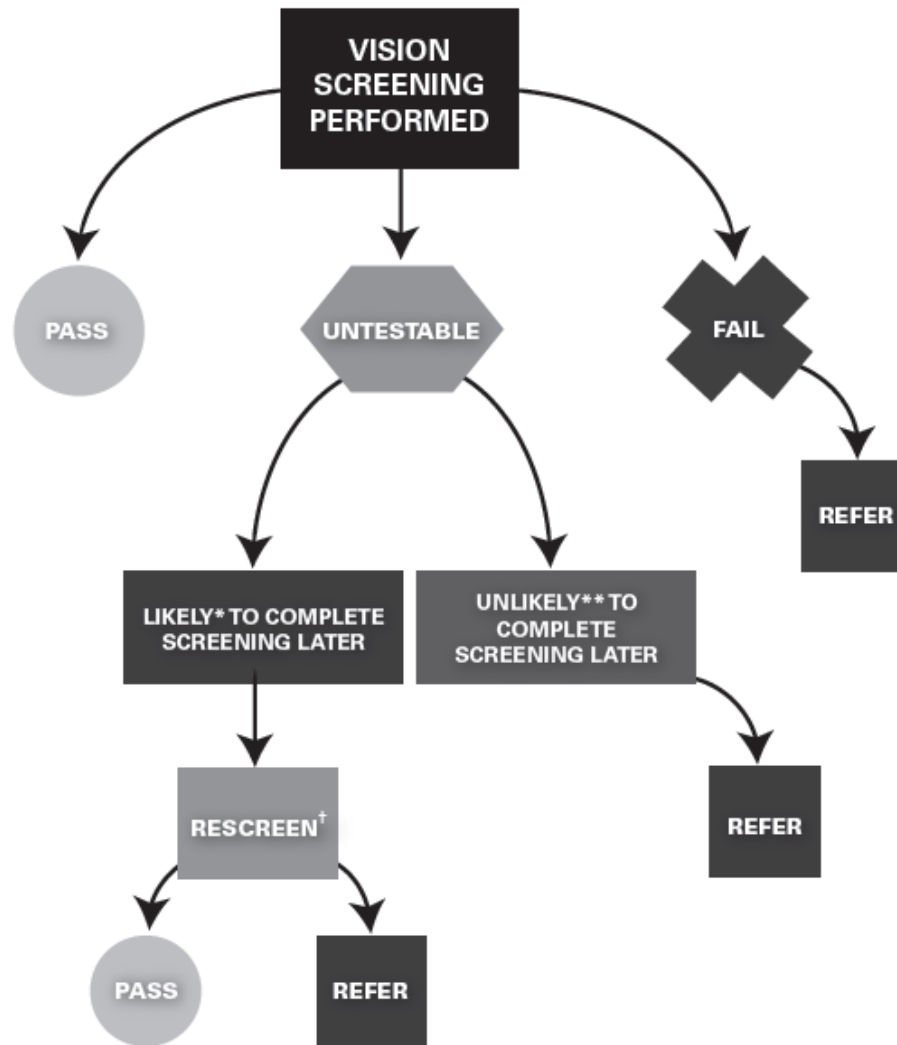 VISION
SCREENING
PERFORMED
PASS
UNTESTABLE
FAIL
REFER
LIKELY* TO COMPLETE
SCREENING LATER
UNLIKELY** TO
COMPLETE
SCREENING LATER
RESCREEN†
REFER
PASS
REFER